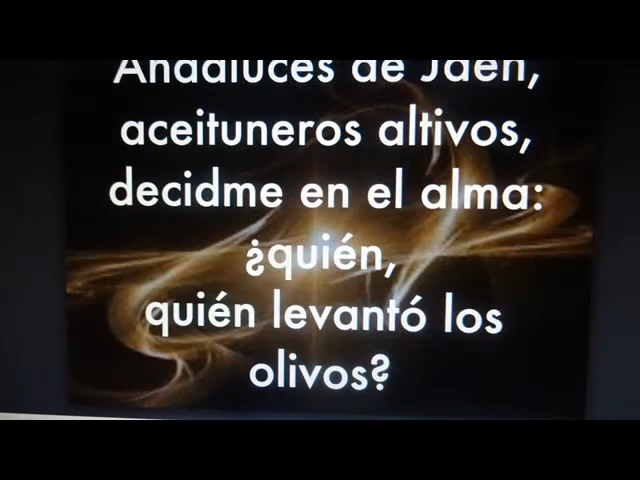 Andaluces de Jaén,
aceituneros altivos,
decidme en el alma:
¿quién,
quién levantó los
olivos?